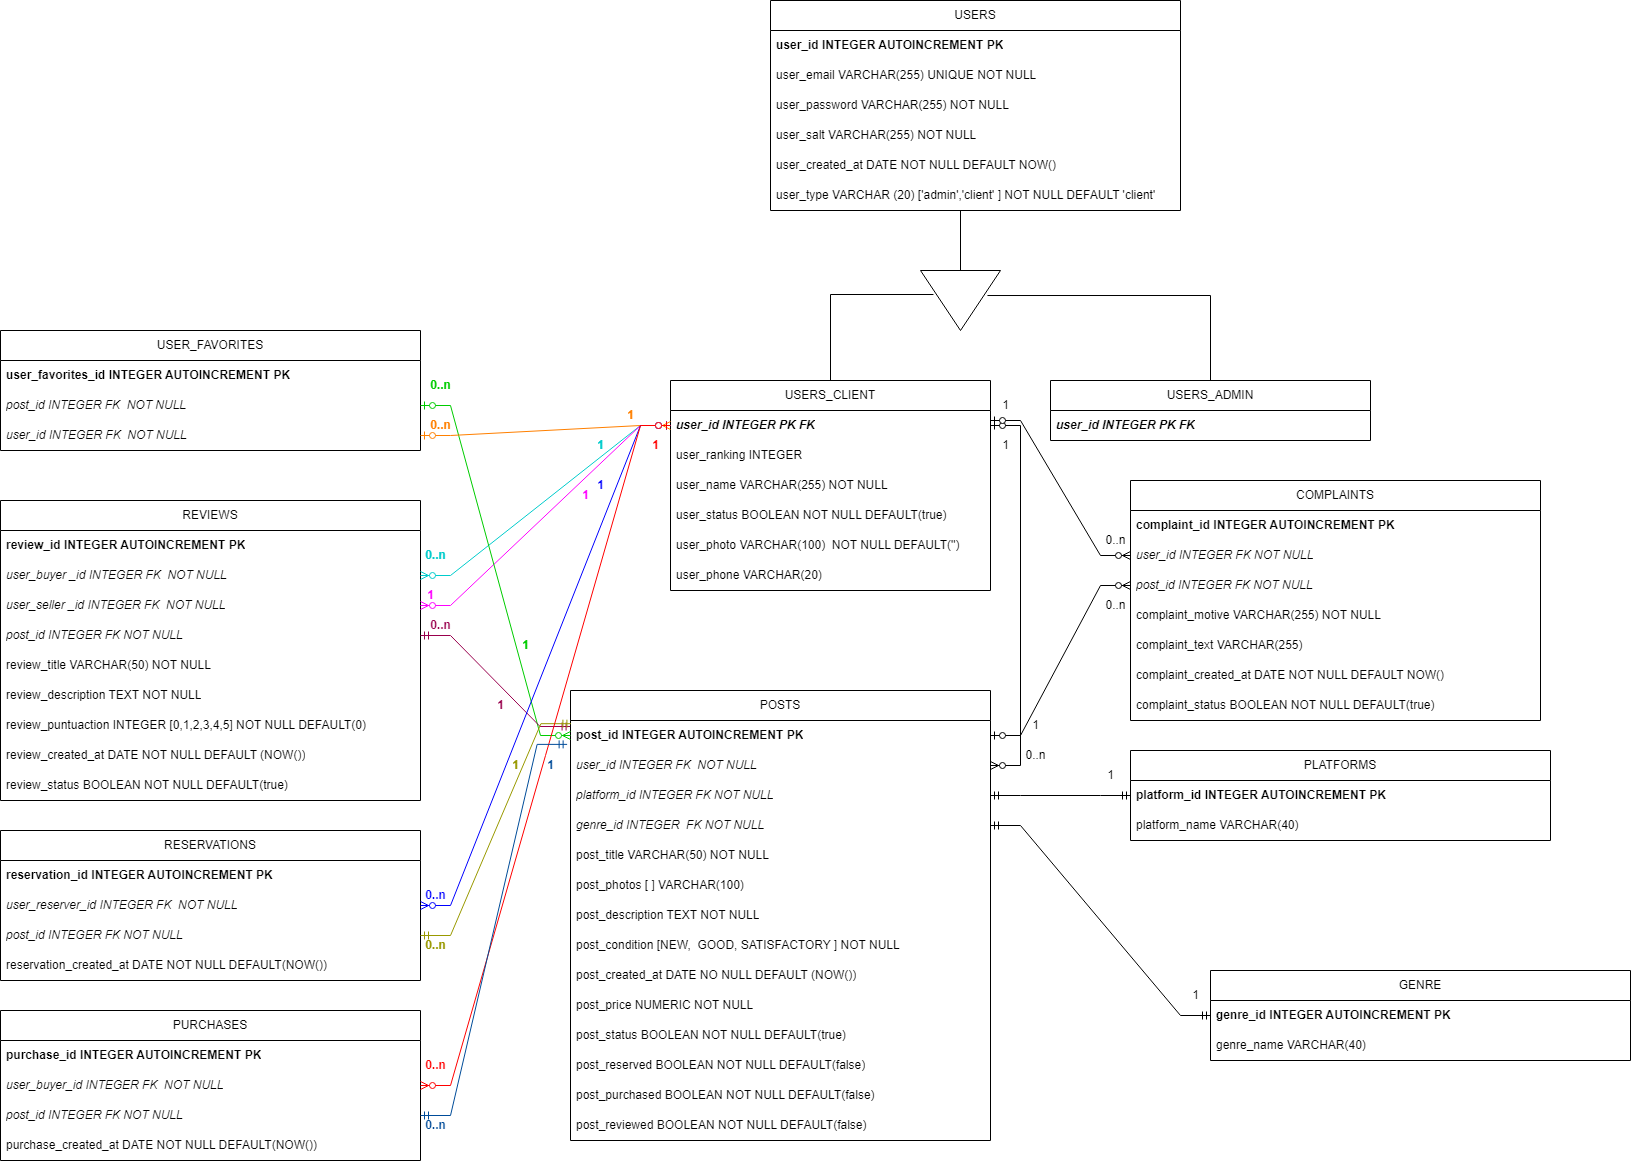 USERS
user_id INTEGER AUTOINCREMENT PK
user_email VARCHAR(255) UNIQUE NOT NULL
user_password VARCHAR(255) NOT NULL
user_salt VARCHAR(255) NOT NULL
user_created_at DATE NOT NULL DEFAULT NOW()
user_type VARCHAR (20) ['admin','client' ] NOT NULL DEFAULT 'client'
USER_FAVORITES
user_favorites_id INTEGER AUTOINCREMENT PK
post_id INTEGER FK  NOT NULL
user_id INTEGER FK  NOT NULL
0..n
0..n
1
1
1
1
1
1
USERS_CLIENT
user_id INTEGER PK FK
user_ranking INTEGER
user_name VARCHAR(255) NOT NULL
user_status BOOLEAN NOT NULL DEFAULT(true)
user_photo VARCHAR(100)  NOT NULL DEFAULT('')
user_phone VARCHAR(20)
1
1
USERS_ADMIN
user_id INTEGER PK FK
REVIEWS
review_id INTEGER AUTOINCREMENT PK
user_buyer _id INTEGER FK  NOT NULL
user_seller _id INTEGER FK  NOT NULL
post_id INTEGER FK NOT NULL
review_title VARCHAR(50) NOT NULL
review_description TEXT NOT NULL
review_puntuaction INTEGER [0,1,2,3,4,5] NOT NULL DEFAULT(0)
review_created_at DATE NOT NULL DEFAULT (NOW())
review_status BOOLEAN NOT NULL DEFAULT(true)
0..n
1
0..n
1
1
1
1
COMPLAINTS
complaint_id INTEGER AUTOINCREMENT PK
user_id INTEGER FK NOT NULL
post_id INTEGER FK NOT NULL
complaint_motive VARCHAR(255) NOT NULL
complaint_text VARCHAR(255)
complaint_created_at DATE NOT NULL DEFAULT NOW()
complaint_status BOOLEAN NOT NULL DEFAULT(true)
0..n
0..n
POSTS
post_id INTEGER AUTOINCREMENT PK
user_id INTEGER FK  NOT NULL
platform_id INTEGER FK NOT NULL
genre_id INTEGER  FK NOT NULL
post_title VARCHAR(50) NOT NULL
post_photos [ ] VARCHAR(100)
post_description TEXT NOT NULL
post_condition [NEW,  GOOD, SATISFACTORY ] NOT NULL
post_created_at DATE NO NULL DEFAULT (NOW())
post_price NUMERIC NOT NULL
post_status BOOLEAN NOT NULL DEFAULT(true)
post_reserved BOOLEAN NOT NULL DEFAULT(false)
post_purchased BOOLEAN NOT NULL DEFAULT(false)
post_reviewed BOOLEAN NOT NULL DEFAULT(false)
1
0..n
1
PLATFORMS
platform_id INTEGER AUTOINCREMENT PK
platform_name VARCHAR(40)
RESERVATIONS
reservation_id INTEGER AUTOINCREMENT PK
user_reserver_id INTEGER FK  NOT NULL
post_id INTEGER FK NOT NULL
reservation_created_at DATE NOT NULL DEFAULT(NOW())
0..n
0..n
1
GENRE
genre_id INTEGER AUTOINCREMENT PK
genre_name VARCHAR(40)
PURCHASES
purchase_id INTEGER AUTOINCREMENT PK
user_buyer_id INTEGER FK  NOT NULL
post_id INTEGER FK NOT NULL
purchase_created_at DATE NOT NULL DEFAULT(NOW())
0..n
0..n